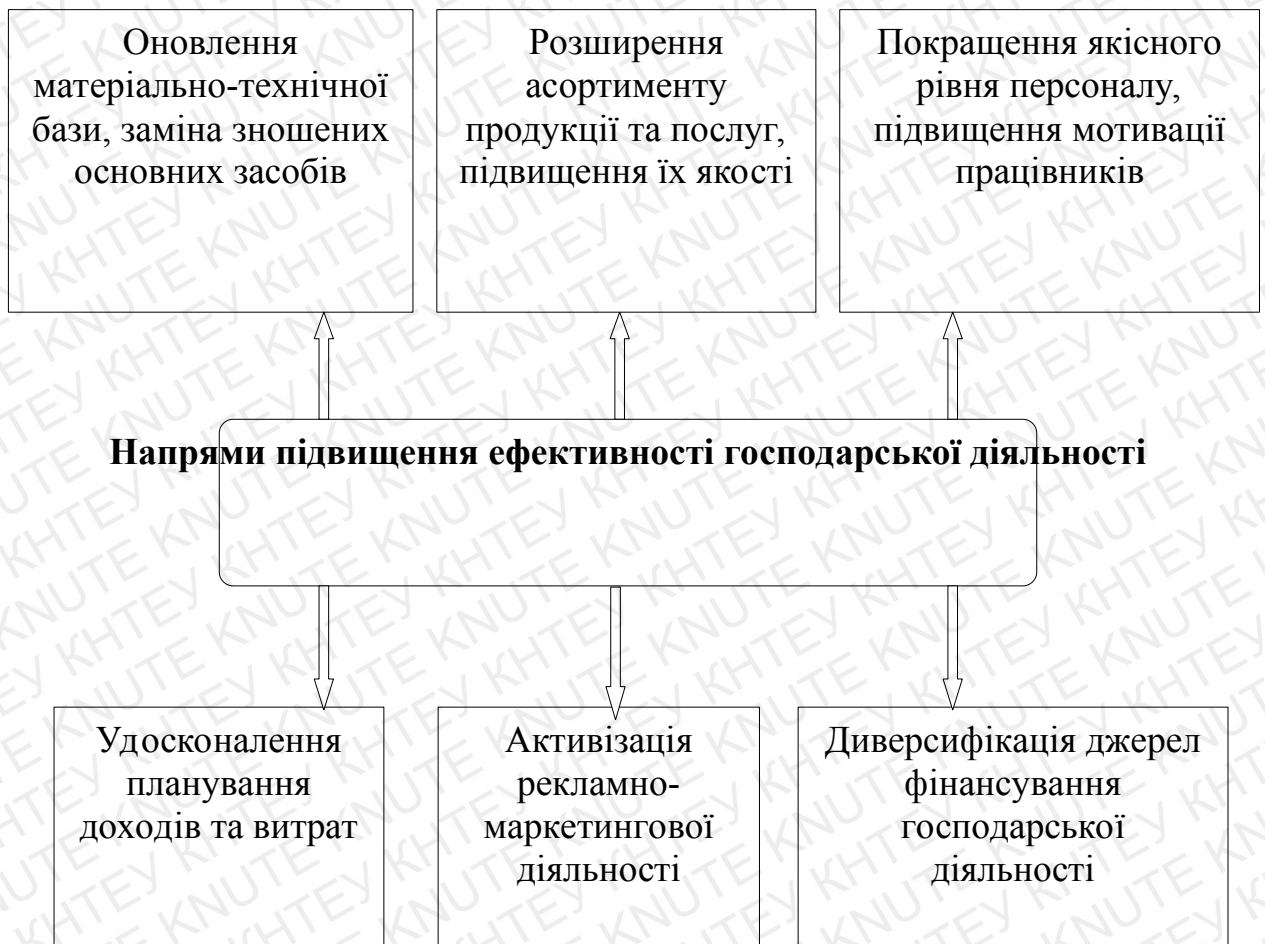 Оновлення
матеріально-технічної
бази, заміна зношених
основних засобів
Розширення
асортименту
продукції та послуг,
підвищення їх якості
Покращення якісного
рівня персоналу,
підвищення мотивації
працівників
Напрями підвищення ефективності господарської діяльності
Удосконалення
планування
доходів та витрат
Активізація
рекламно-
маркетингової
діяльності
Диверсифікація джерел
фінансування
господарської
діяльності